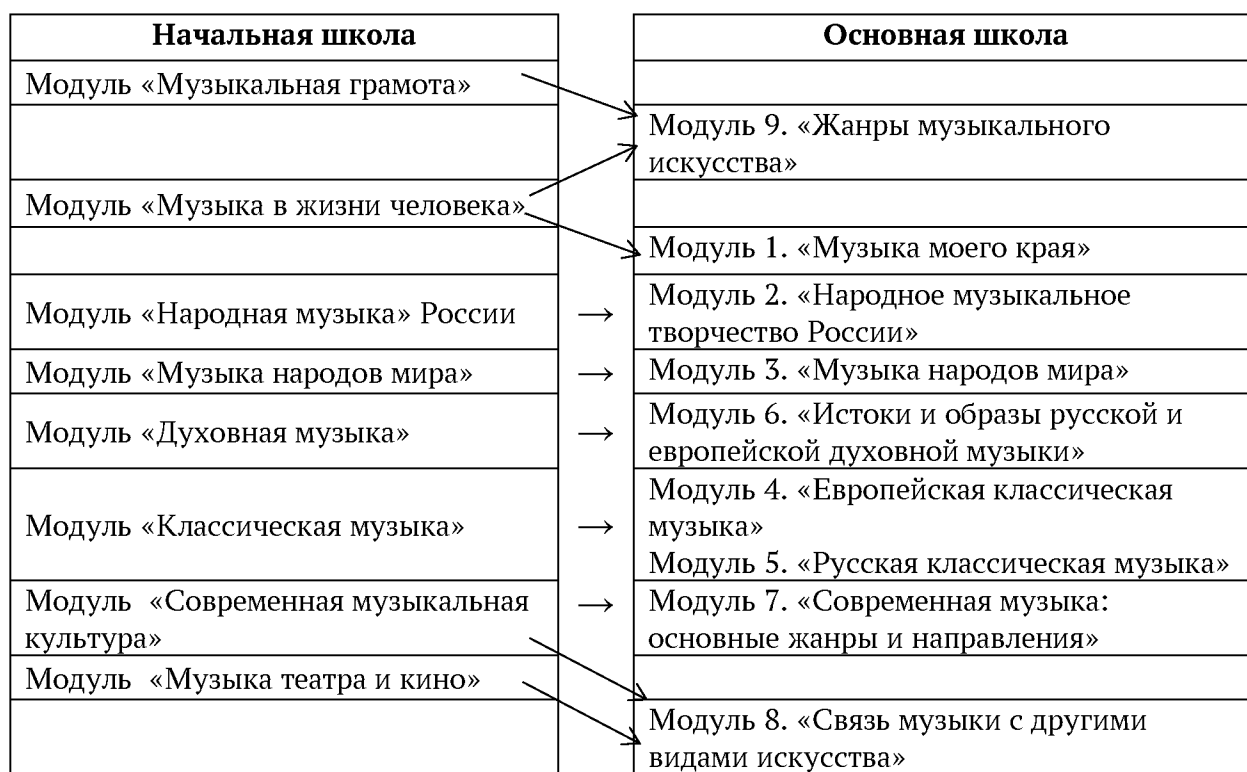 Начальная школа
Основная школа
Модуль «Музыкальная грамота»
Модуль 9. «Жанры музыкального
искусства»
Модуль «Музыка в жизни человека»
Модуль 1. «Музыка моего края»
Модуль «Народная музыка» России
→
Модуль 2. «Народное музыкальное
творчество России»
Модуль «Музыка народов мира»
→
Модуль 3. «Музыка народов мира»
Модуль «Духовная музыка»
→
Модуль 6. «Истоки и образы русской и
европейской духовной музыки»
Модуль «Классическая музыка»
→
Модуль 4. «Европейская классическая
музыка»
Модуль 5. «Русская классическая музыка»
Модуль «Современная музыкальная
культура»
→
Модуль 7. «Современная музыка:
основные жанры и направления»
Модуль «Музыка театра и кино»
Модуль 8. «Связь музыки с другими
видами искусства»